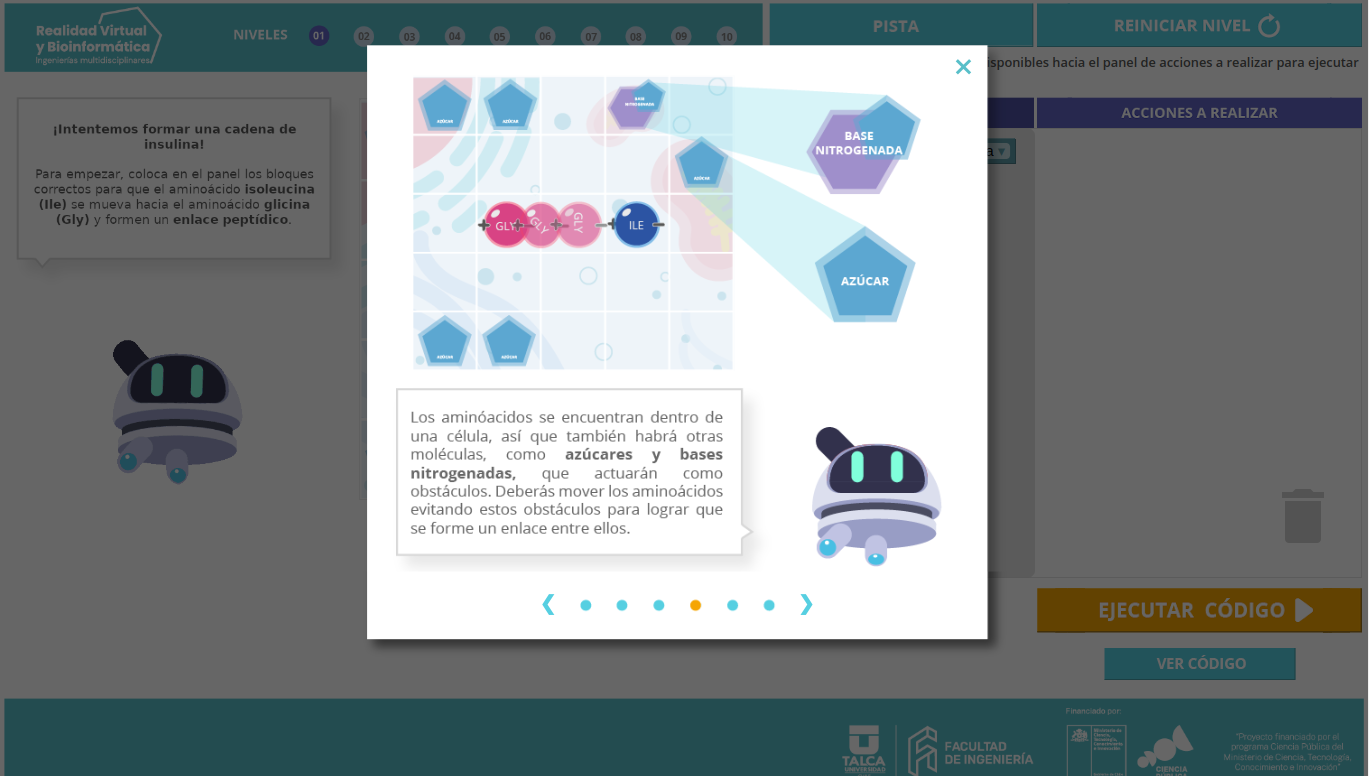 Realidad Virtual
y Bioinformática
Ingenierías multidisciplinares
NIVELES 01 02 03 04 05 06 07 08 09 10
PISTA
REINICIAR NIVEL
isponibles hacia el panel de acciones a realizar para ejecutar
ACCIONES A REALIZAR
a
¡Intentemos formar una cadena de
insulina!
Para empezar, coloca en el panel los bloques
correctos para que el aminoácido isoleucina
(Ile) se mueva hacia el aminoácido glicina
(Gly) y formen un enlace peptídico.
AZÚCAR
AZÚCAR
BASE
NITROGENADA
AZÚCAR
GLY
GLY
GLY
ILE
AZÚCAR
AZÚCAR
BASE
NITROGENADA
AZÚCAR
Los aminóacidos se encuentran dentro de
una célula, así que también habrá otras
moléculas, como azúcares y bases
nitrogenadas, que actuarán como
obstáculos. Deberás mover los aminoácidos
evitando estos obstáculos para lograr que
se forme un enlace entre ellos.
EJECUTAR CÓDIGO
VER CÓDIGO
TALCA
UNIVERSIDAD
FACULTAD
DE INGENIERÍA
Financiado por:
Ministerio de
Ciencia,
Tecnología,
Conocimiento
e Innovación
CIENCIA
"Proyecto financiado por el
programa Ciencia Pública del
Ministerio de Ciencia, Tecnología,
Conocimiento e Innovación"